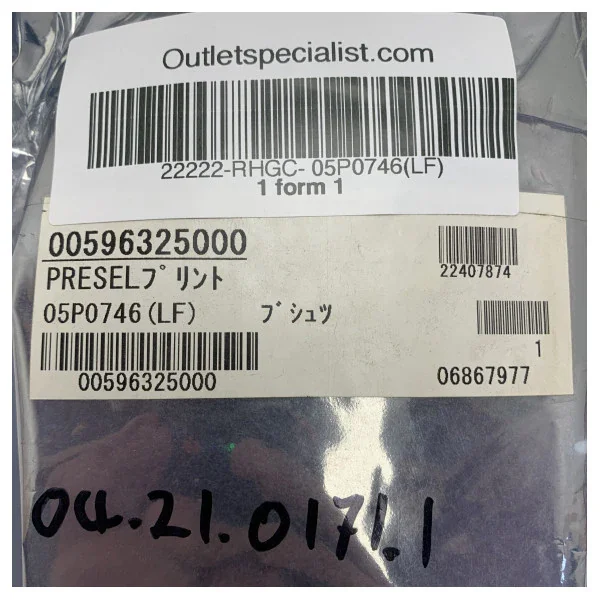 Outletspecialist.com
22222-RHGC- 05P0746(LF)
1 form 1
00596325000
22407874
PRESELプリント
05P0746(LF) ブシュツ
1
00596325000
06867977
04.21.0171.1